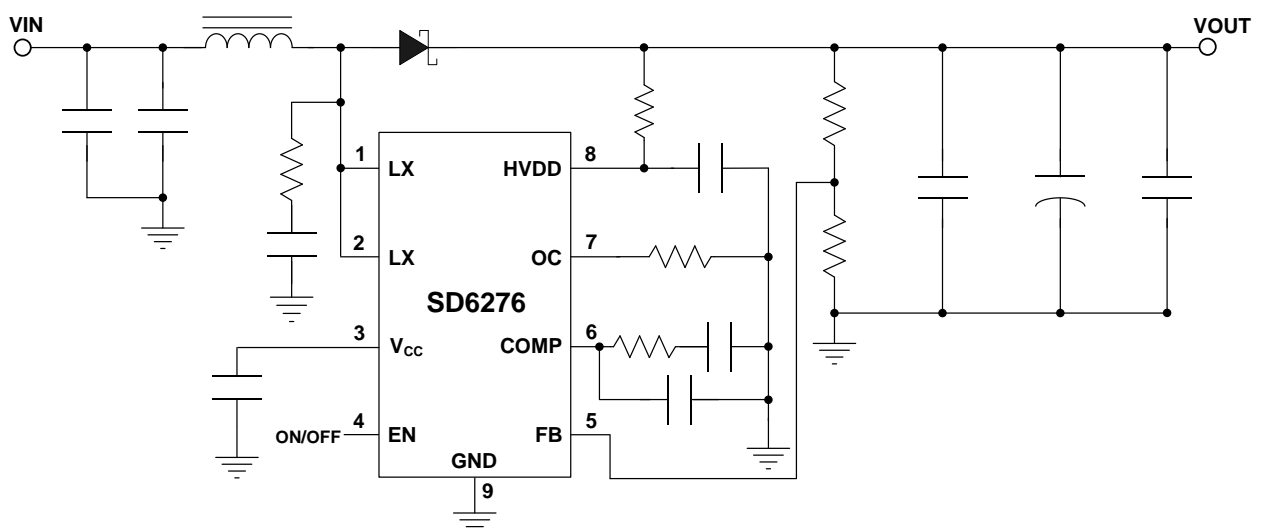 VIN
VOUT
1
LX
HVDD
8
2
LX
OC
7
SD6276
3
VCC
COMP
6
ON/OFF
4
EN
FB
5
GND
9